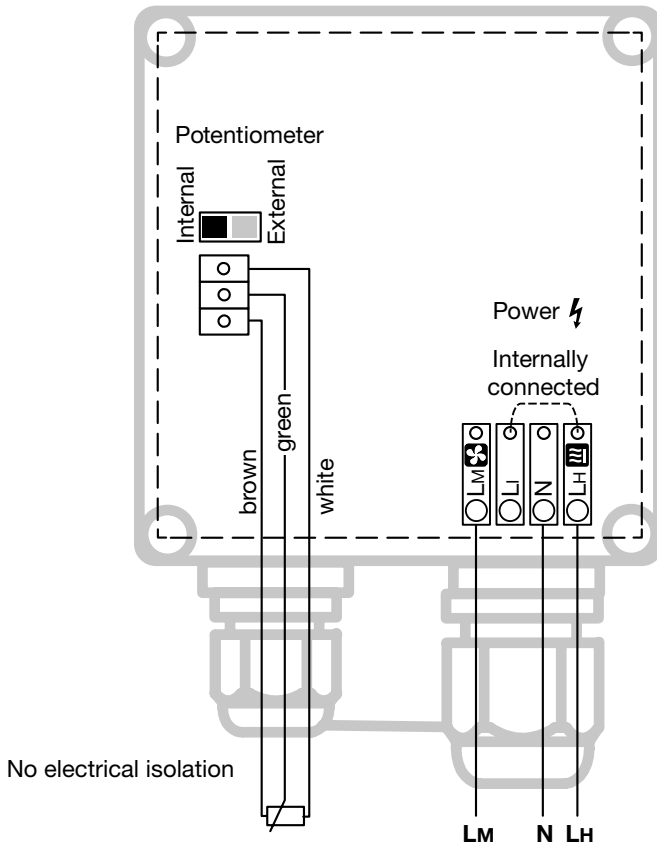 Potentiometer
Internal
External
Power
Internally
connected
LM
LI
N
LH
brown
green
white
No electrical isolation
LM
N
LH